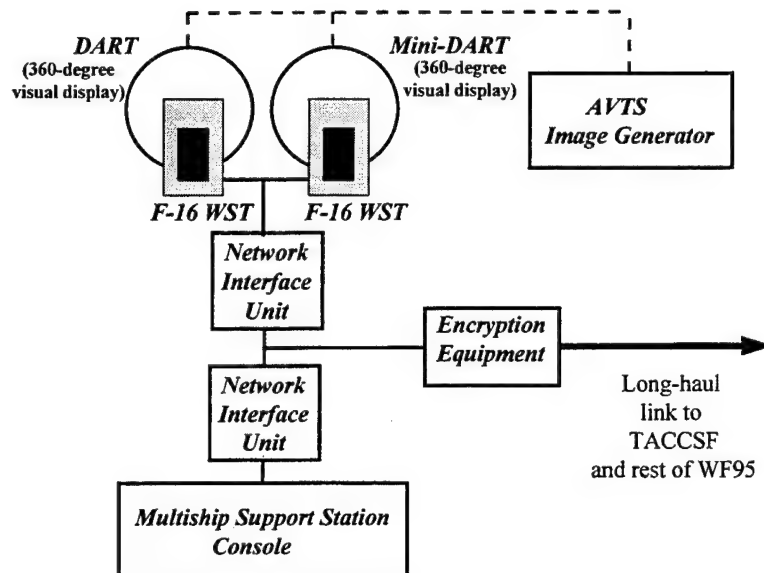 DART
(360-degree
visual display)
Mini-DART
(360-degree
visual display)
AVTS
Image Generator
F-16 WST
F-16 WST
Network
Interface
Unit
Encryption
Equipment
Network
Interface
Unit
Long-haul
link to
TACCSF
and rest of WF95
Multiship Support Station
Console